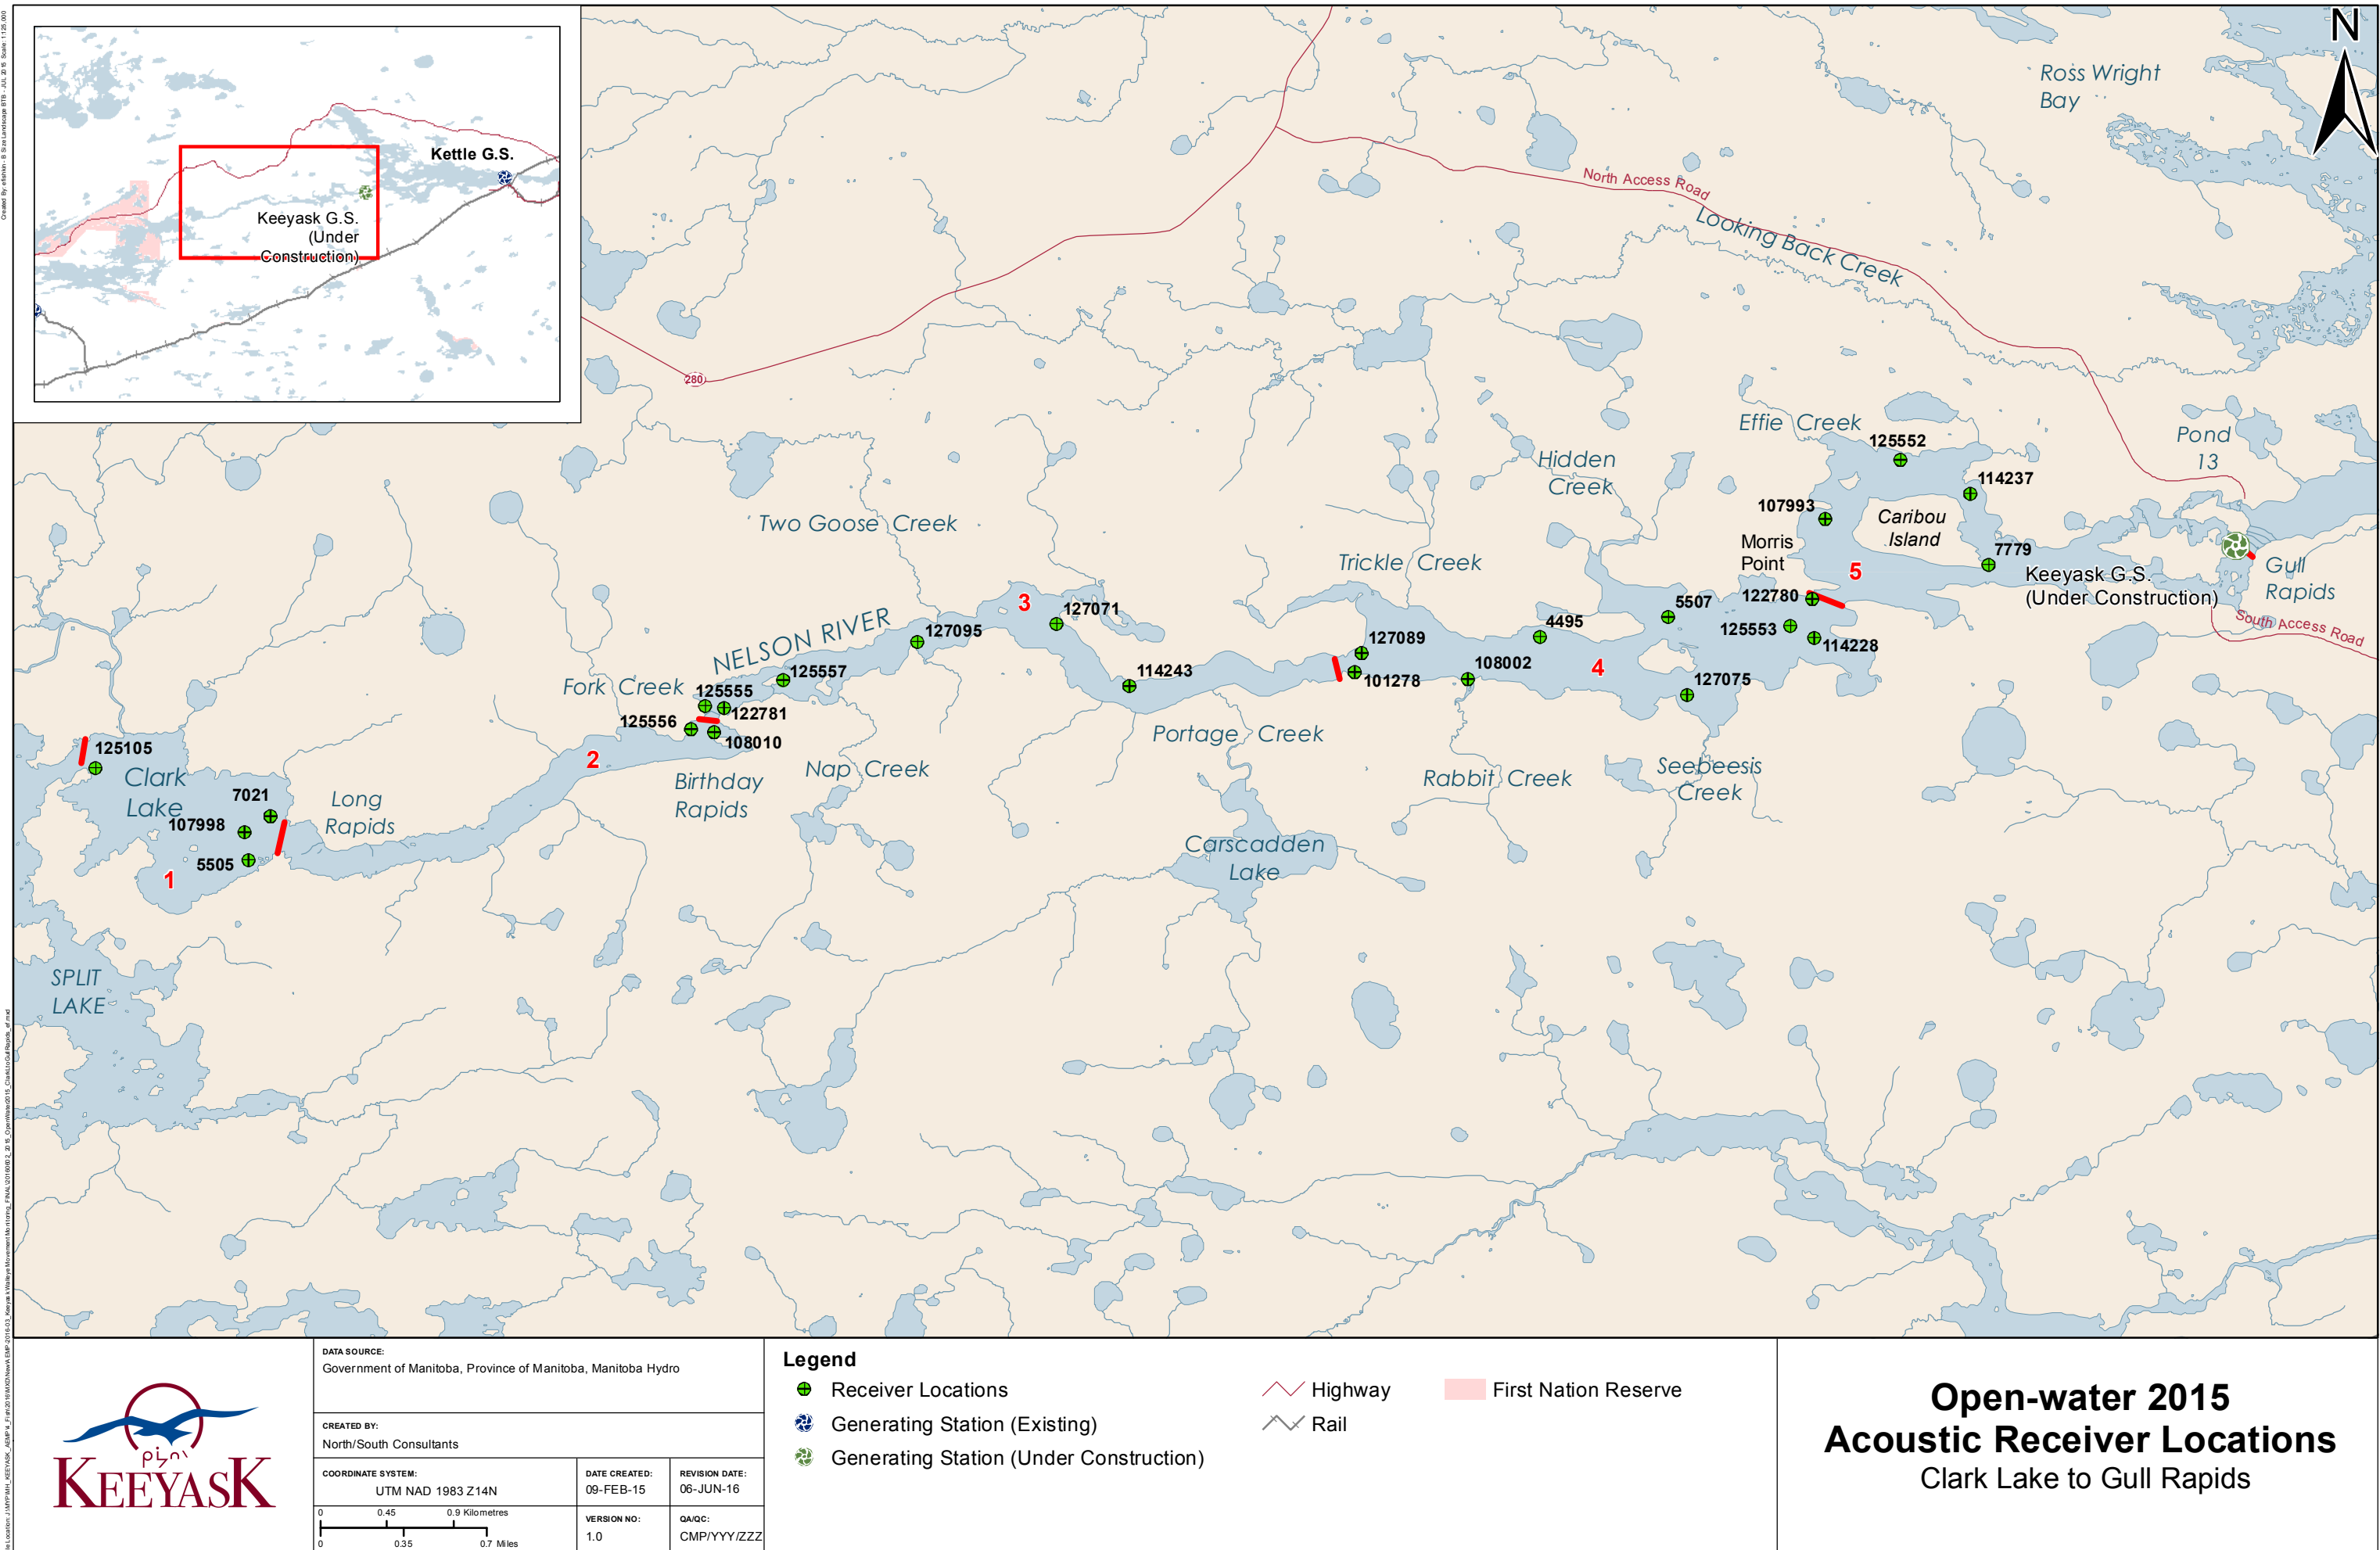 N
Ross Wright
Bay
Kettle G.S.
Keeyask G.S.
(Under
Construction)
North Access Road
Looking Back Creek
280
Effie Creek
125552
Pond
13
Hidden
Creek
114237
107993
Caribou
Island
Two Goose Creek
Morris
Point
7779
Trickle Creek
5
Gull
Rapids
Keeyask G.S.
(Under Construction)
3
127071
122780
5507
South Access Road
NELSON RIVER
127095
4495
125553
114228
127089
108002
4
125557
114243
101278
127075
Fork Creek
125555
122781
125556
108010
Portage Creek
125105
Clark
Lake
2
Birthday
Rapids
Nap Creek
Rabbit Creek
Seebeesis
Creek
7021
Long
Rapids
107998
5505
1
Carscadden
Lake
SPLIT
LAKE
KEEYASK
DATA SOURCE:
Government of Manitoba, Province of Manitoba, Manitoba Hydro
CREATED BY:
North/South Consultants
COORDINATE SYSTEM:
UTM NAD 1983 Z14N
DATE CREATED:
09-FEB-15
REVISION DATE:
06-JUN-16
0 0.45 0.9 Kilometres
0 0.35 0.7 Miles
VERSION NO:
1.0
QA/QC:
CMP/YYY/ZZZ
Legend
Receiver Locations
Generating Station (Existing)
Generating Station (Under Construction)
Highway
Rail
First Nation Reserve
Open-water 2015
Acoustic Receiver Locations
Clark Lake to Gull Rapids